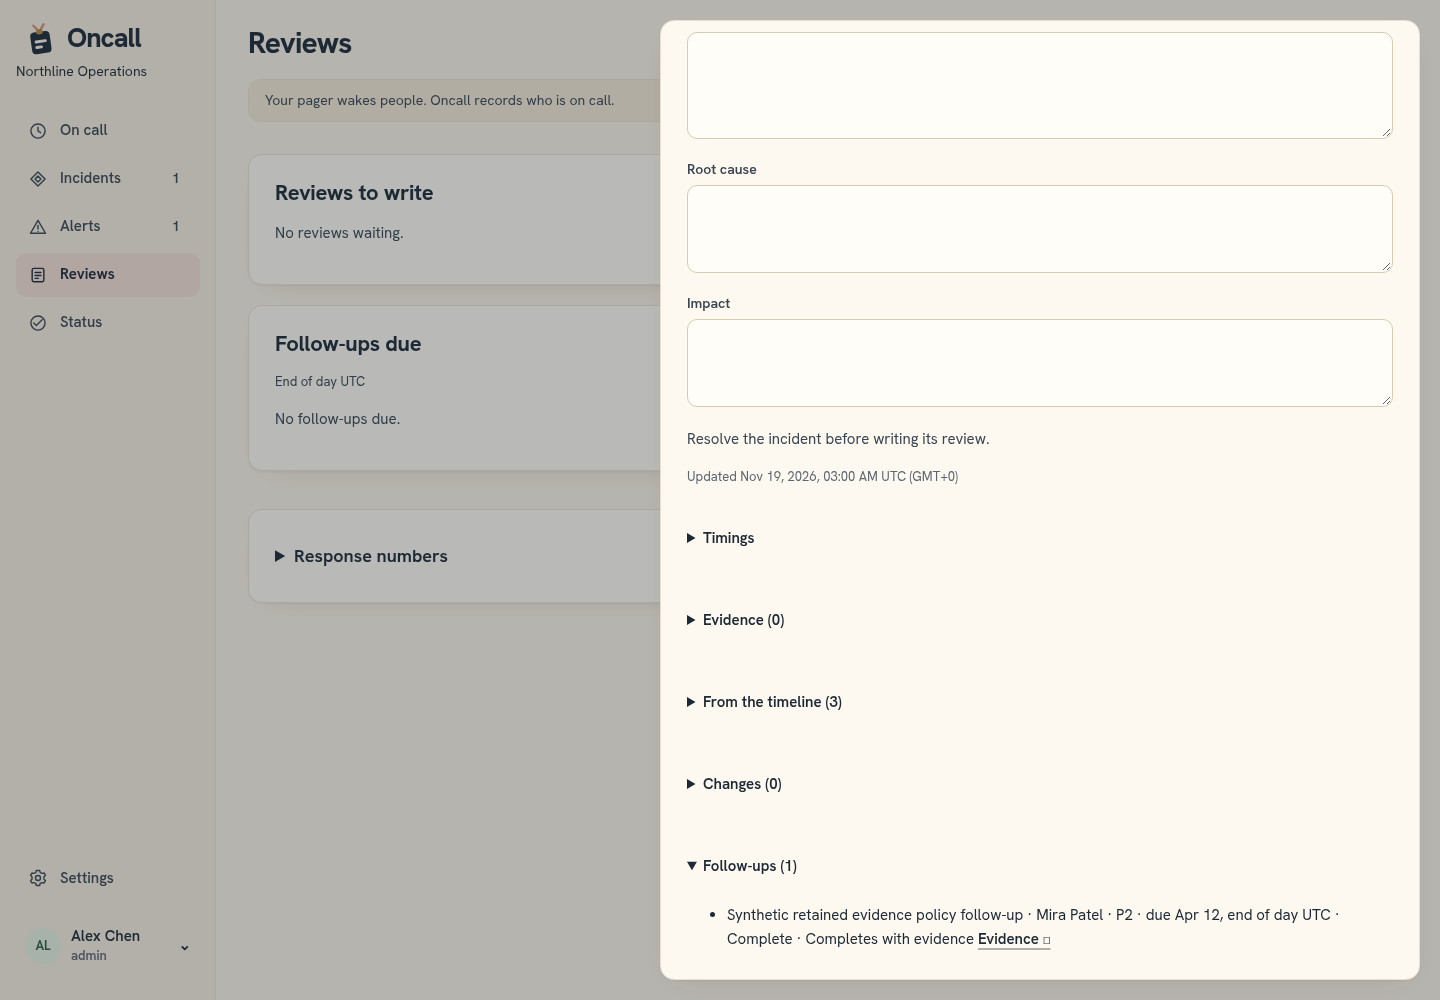 Oncall
Northline Operations
On call
Incidents 1
Alerts 1
Reviews
Status
Settings
AL
Alex Chen
admin
Reviews
Your pager wakes people. Oncall records who is on call.
Reviews to write
No reviews waiting.
Follow-ups due
End of day UTC
No follow-ups due.
Response numbers
Root cause
Impact
Resolve the incident before writing its review.
Updated Nov 19, 2026, 03:00 AM UTC (GMT+0)
Timings
Evidence (0)
From the timeline (3)
Changes (0)
Follow-ups (1)
Synthetic retained evidence policy follow-up · Mira Patel · P2 · due Apr 12, end of day UTC ·
Complete · Completes with evidence Evidence